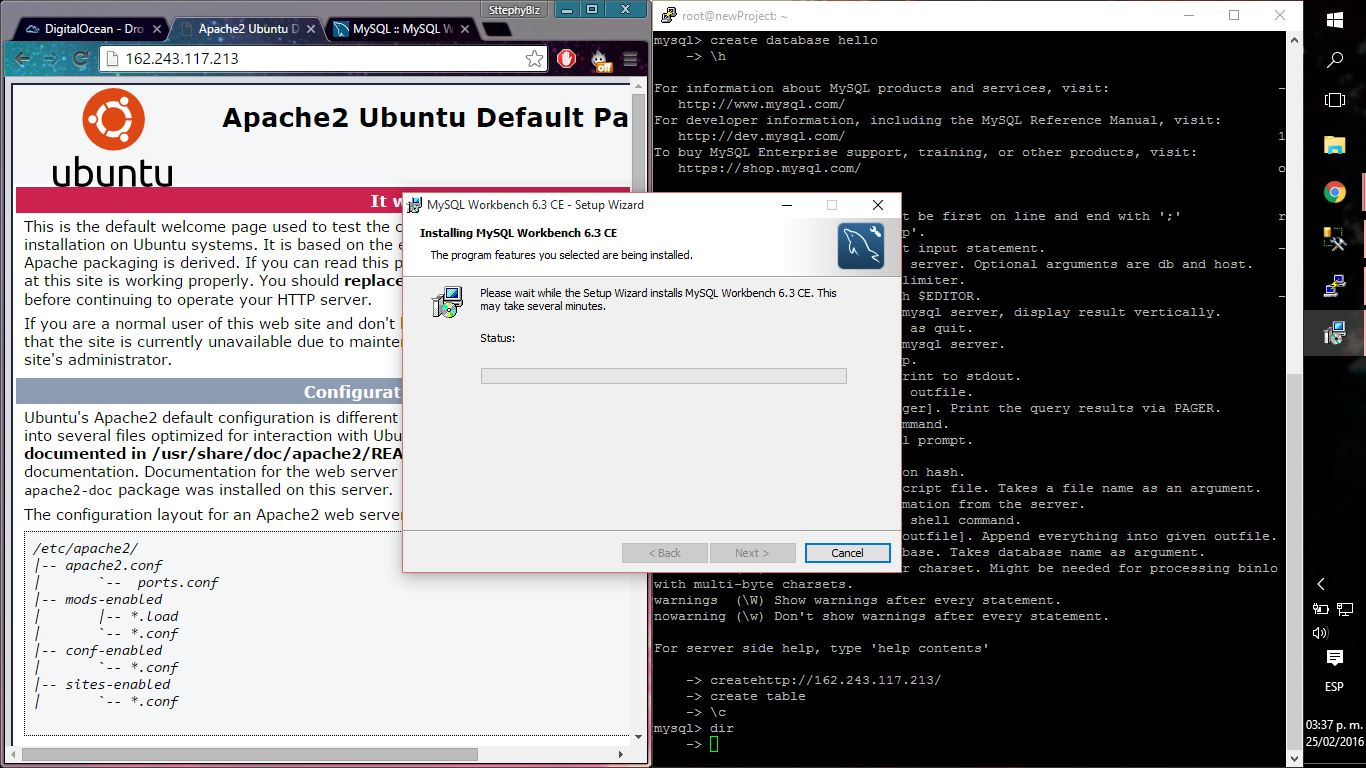 SttephyBiz
DigitalOcean - Dro
Apache2 Ubuntu D
MySQL :: MySQL W
162.243.117.213
off
ubuntu
Apache2 Ubuntu Default Pa
It w
This is the default welcome page used to test the c
installation on Ubuntu systems. It is based on the e
Apache packaging is derived. If you can read this p
at this site is working properly. You should replace
before continuing to operate your HTTP server.
If you are a normal user of this web site and don't
that the site is currently unavailable due to mainte
site's administrator.
Configurat
Ubuntu's Apache2 default configuration is different
into several files optimized for interaction with Ubu
documented in /usr/share/doc/apache2/REA
documentation. Documentation for the web server
apache2-doc package was installed on this server.
The configuration layout for an Apache2 web server
/etc/apache2/
|-- apache2.conf
|       `--  ports.conf
|-- mods-enabled
|       |-- *.load
|       `-- *.conf
|-- conf-enabled
|       `-- *.conf
|-- sites-enabled
|       `-- *.conf
MySQL Workbench 6.3 CE - Setup Wizard
Installing MySQL Workbench 6.3 CE
The program features you selected are being installed.
Please wait while the Setup Wizard installs MySQL Workbench 6.3 CE. This
may take several minutes.
Status:
< Back
Next >
Cancel
root@newProject: ~
mysql> create database hello
    -> \h
For information about MySQL products and services, visit:
   http://www.mysql.com/
For developer information, including the MySQL Reference Manual, visit:
   http://dev.mysql.com/ 1
To buy MySQL Enterprise support, training, or other products, visit:
   https://shop.mysql.com/ o
t be first on line and end with ';' r
p'.
t input statement.
server. Optional arguments are db and host.
limiter.
h $EDITOR.
mysql server, display result vertically.
as quit.
mysql server.
p.
rint to stdout.
outfile.
ger]. Print the query results via PAGER.
mmand.
l prompt.
on hash.
cript file. Takes a file name as an argument.
mation from the server.
shell command.
outfile]. Append everything into given outfile.
base. Takes database name as argument.
r charset. Might be needed for processing binlo
with multi-byte charsets.
warnings  (\W) Show warnings after every statement.
nowarning (\w) Don't show warnings after every statement.
For server side help, type 'help contents'
    -> createhttp://162.243.117.213/
    -> create table
    -> \c
mysql> dir
    ->
ESP
03:37 p. m.
25/02/2016